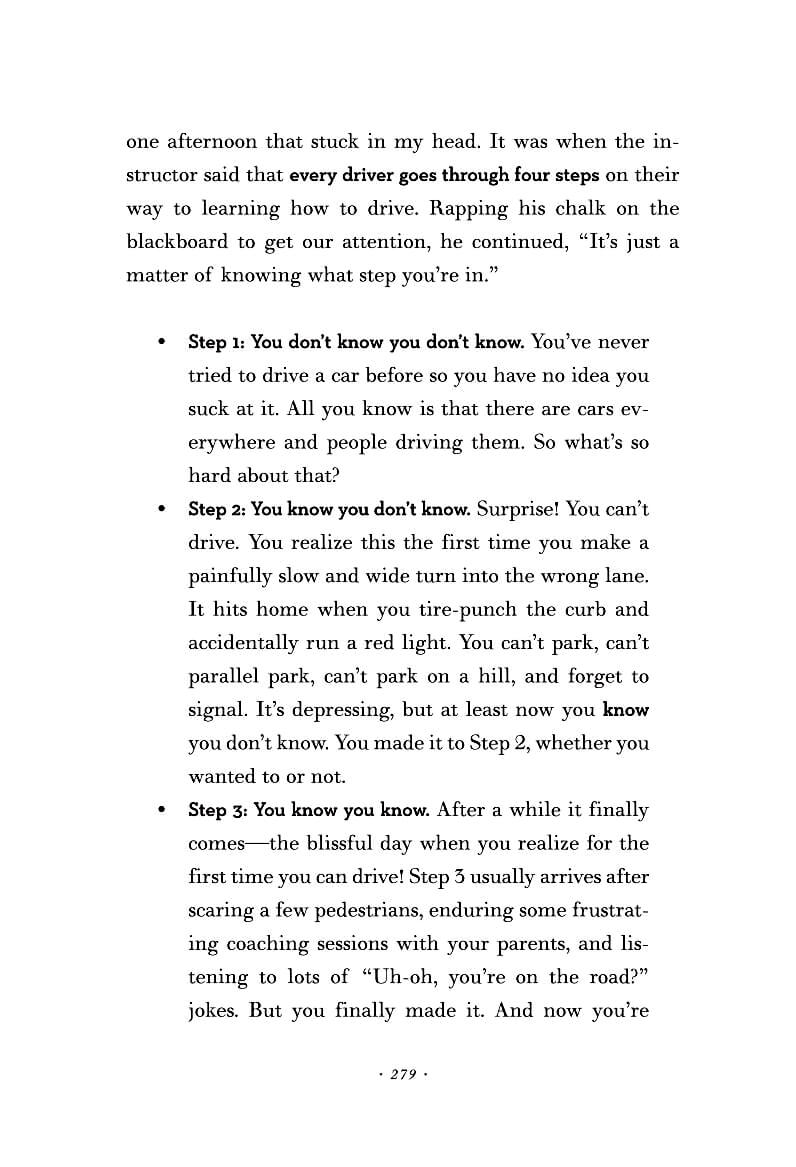 one afternoon that stuck in my head. It was when the in-
structor said that every driver goes through four steps on their
way to learning how to drive. Rapping his chalk on the
blackboard to get our attention, he continued, “It’s just a
matter of knowing what step you’re in.”
• Step 1: You don’t know you don’t know. You’ve never
tried to drive a car before so you have no idea you
suck at it. All you know is that there are cars ev-
erywhere and people driving them. So what’s so
hard about that?
• Step 2: You know you don’t know. Surprise! You can’t
drive. You realize this the first time you make a
painfully slow and wide turn into the wrong lane.
It hits home when you tire-punch the curb and
accidentally run a red light. You can’t park, can’t
parallel park, can’t park on a hill, and forget to
signal. It’s depressing, but at least now you know
you don’t know. You made it to Step 2, whether you
wanted to or not.
• Step 3: You know you know. After a while it finally
comes—the blissful day when you realize for the
first time you can drive! Step 3 usually arrives after
scaring a few pedestrians, enduring some frustrat-
ing coaching sessions with your parents, and lis-
tening to lots of “Uh-oh, you’re on the road?”
jokes. But you finally made it. And now you’re
· 279 ·